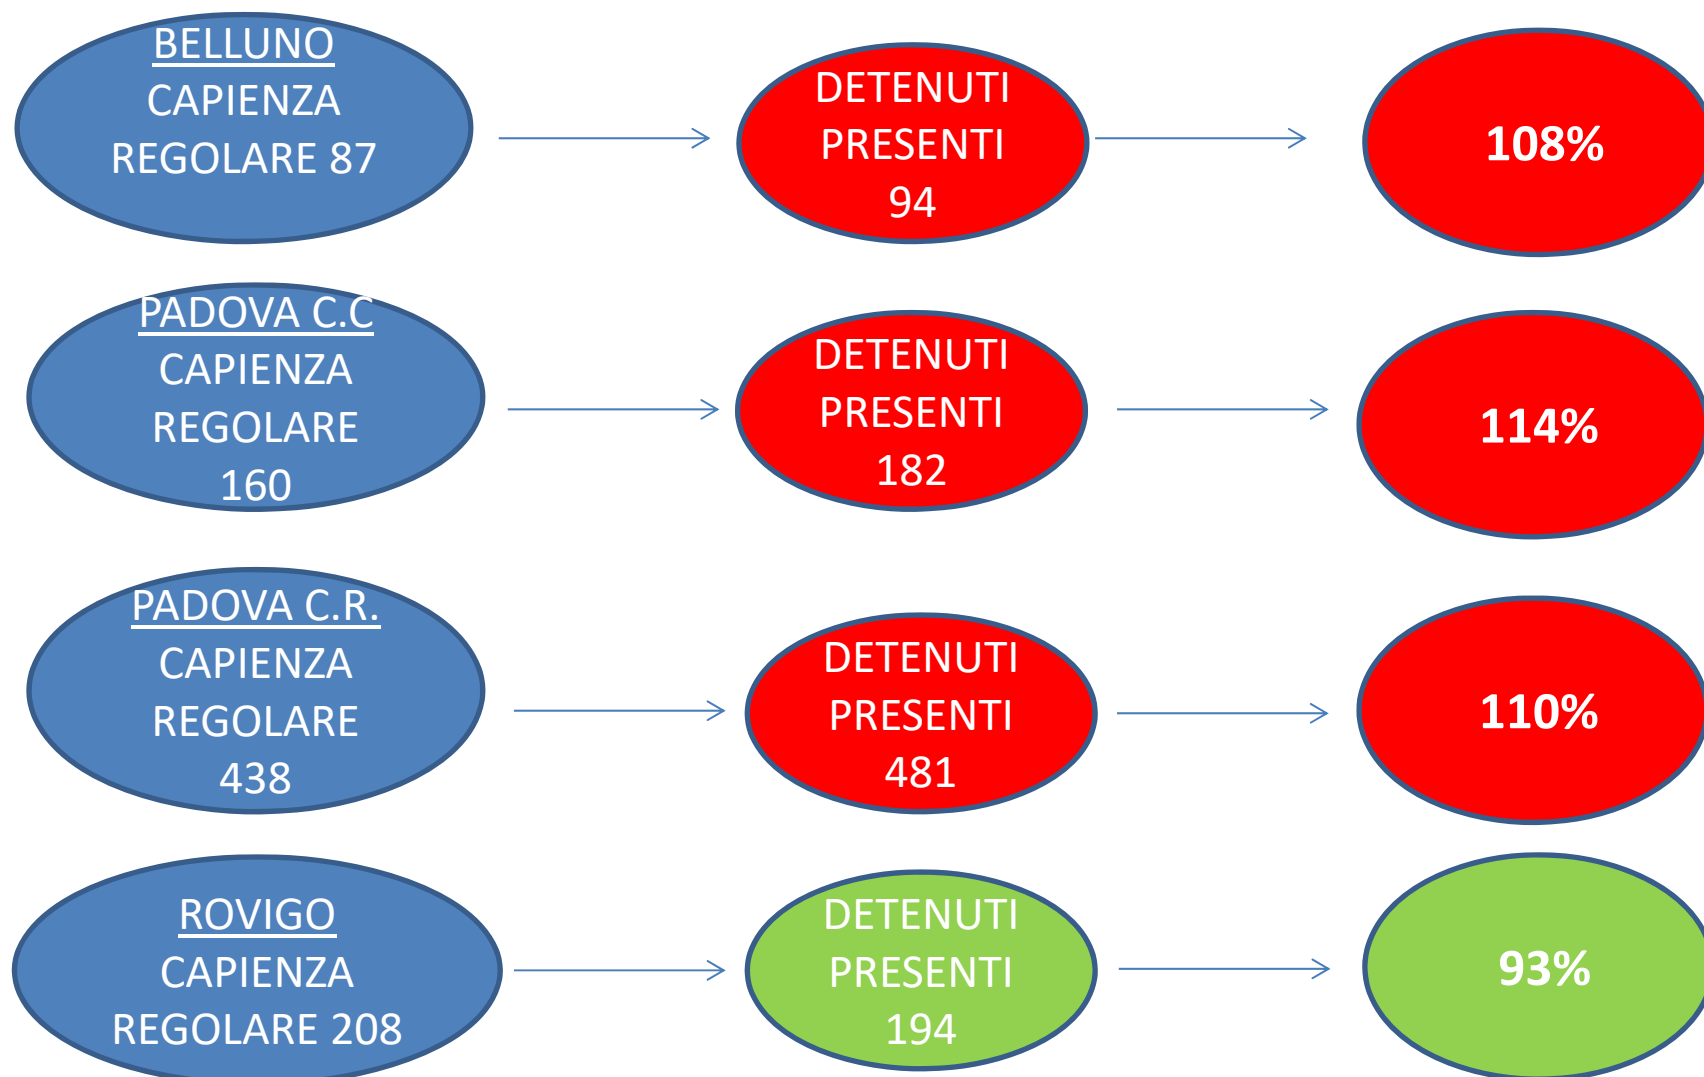 BELLUNO
CAPIENZA
REGOLARE 87
DETENUTI
PRESENTI
94
108%
PADOVA C.C
CAPIENZA
REGOLARE
160
DETENUTI
PRESENTI
182
114%
PADOVA C.R.
CAPIENZA
REGOLARE
438
DETENUTI
PRESENTI
481
110%
ROVIGO
CAPIENZA
REGOLARE 208
DETENUTI
PRESENTI
194
93%